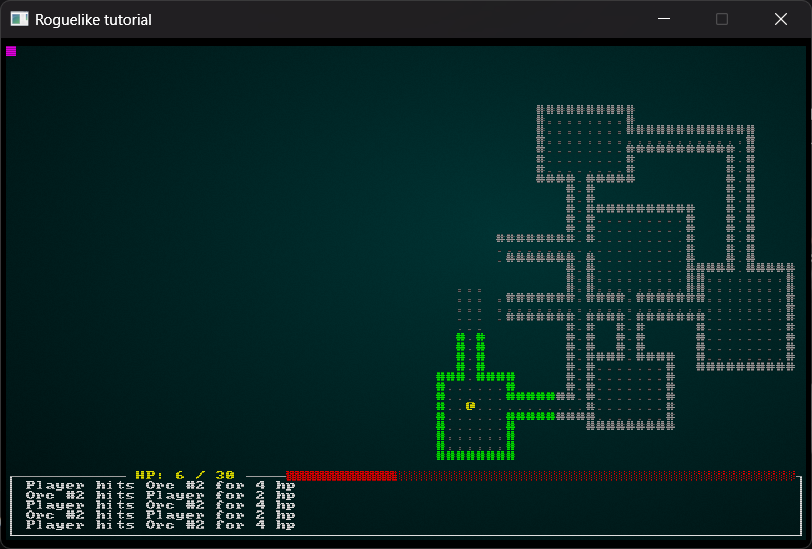 Roguelike tutorial
@
HP: 6 / 30
Player hits Orc #2 for 4 hp
Orc #2 hits Player for 2 hp
Player hits Orc #2 for 4 hp
Orc #2 hits Player for 2 hp
Player hits Orc #2 for 4 hp